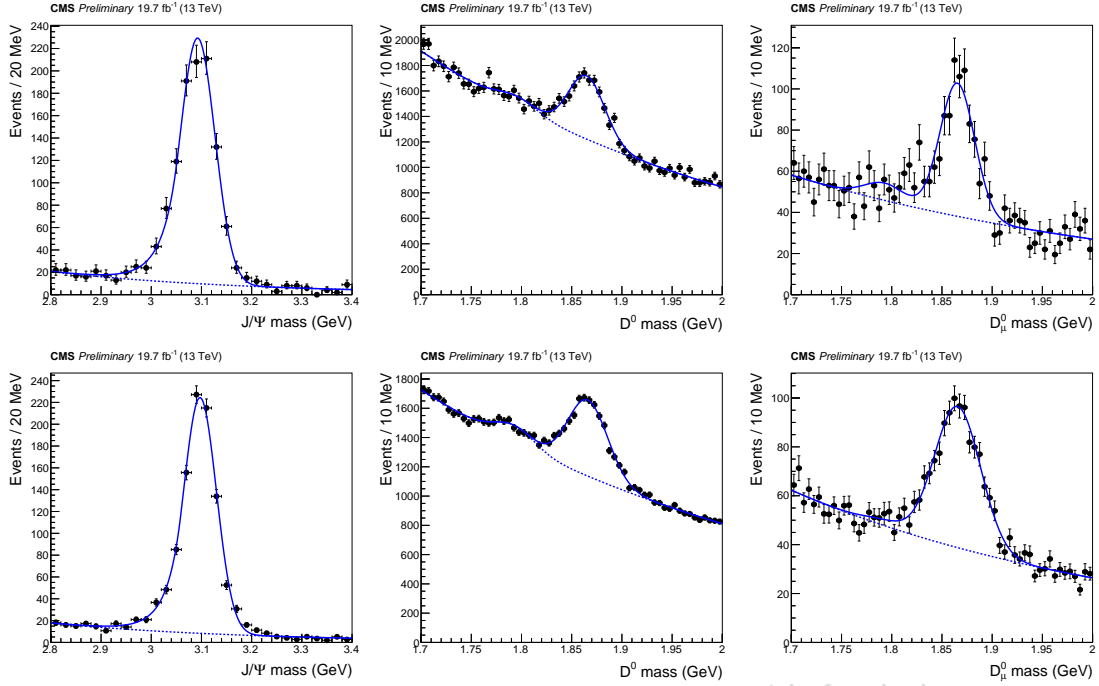 CMS Preliminary 19.7 fb⁻¹ (13 TeV)
Events / 20 MeV
240
220
200
180
160
140
120
100
80
60
40
20
0
2.8 2.9 3 3.1 3.2 3.3 3.4
J/Ψ mass (GeV)
CMS Preliminary 19.7 fb⁻¹ (13 TeV)
Events / 10 MeV
2000
1800
1600
1400
1200
1000
800
600
400
200
0
1.7 1.75 1.8 1.85 1.9 1.95 2
D⁰ mass (GeV)
CMS Preliminary 19.7 fb⁻¹ (13 TeV)
Events / 10 MeV
120
100
80
60
40
20
0
1.7 1.75 1.8 1.85 1.9 1.95 2
D⁰μ mass (GeV)
CMS Preliminary 19.7 fb⁻¹ (13 TeV)
Events / 20 MeV
240
220
200
180
160
140
120
100
80
60
40
20
0
2.8 2.9 3 3.1 3.2 3.3 3.4
J/Ψ mass (GeV)
CMS Preliminary 19.7 fb⁻¹ (13 TeV)
Events / 10 MeV
1800
1600
1400
1200
1000
800
600
400
200
0
1.7 1.75 1.8 1.85 1.9 1.95 2
D⁰ mass (GeV)
CMS Preliminary 19.7 fb⁻¹ (13 TeV)
Events / 10 MeV
100
80
60
40
20
0
1.7 1.75 1.8 1.85 1.9 1.95 2
D⁰μ mass (GeV)